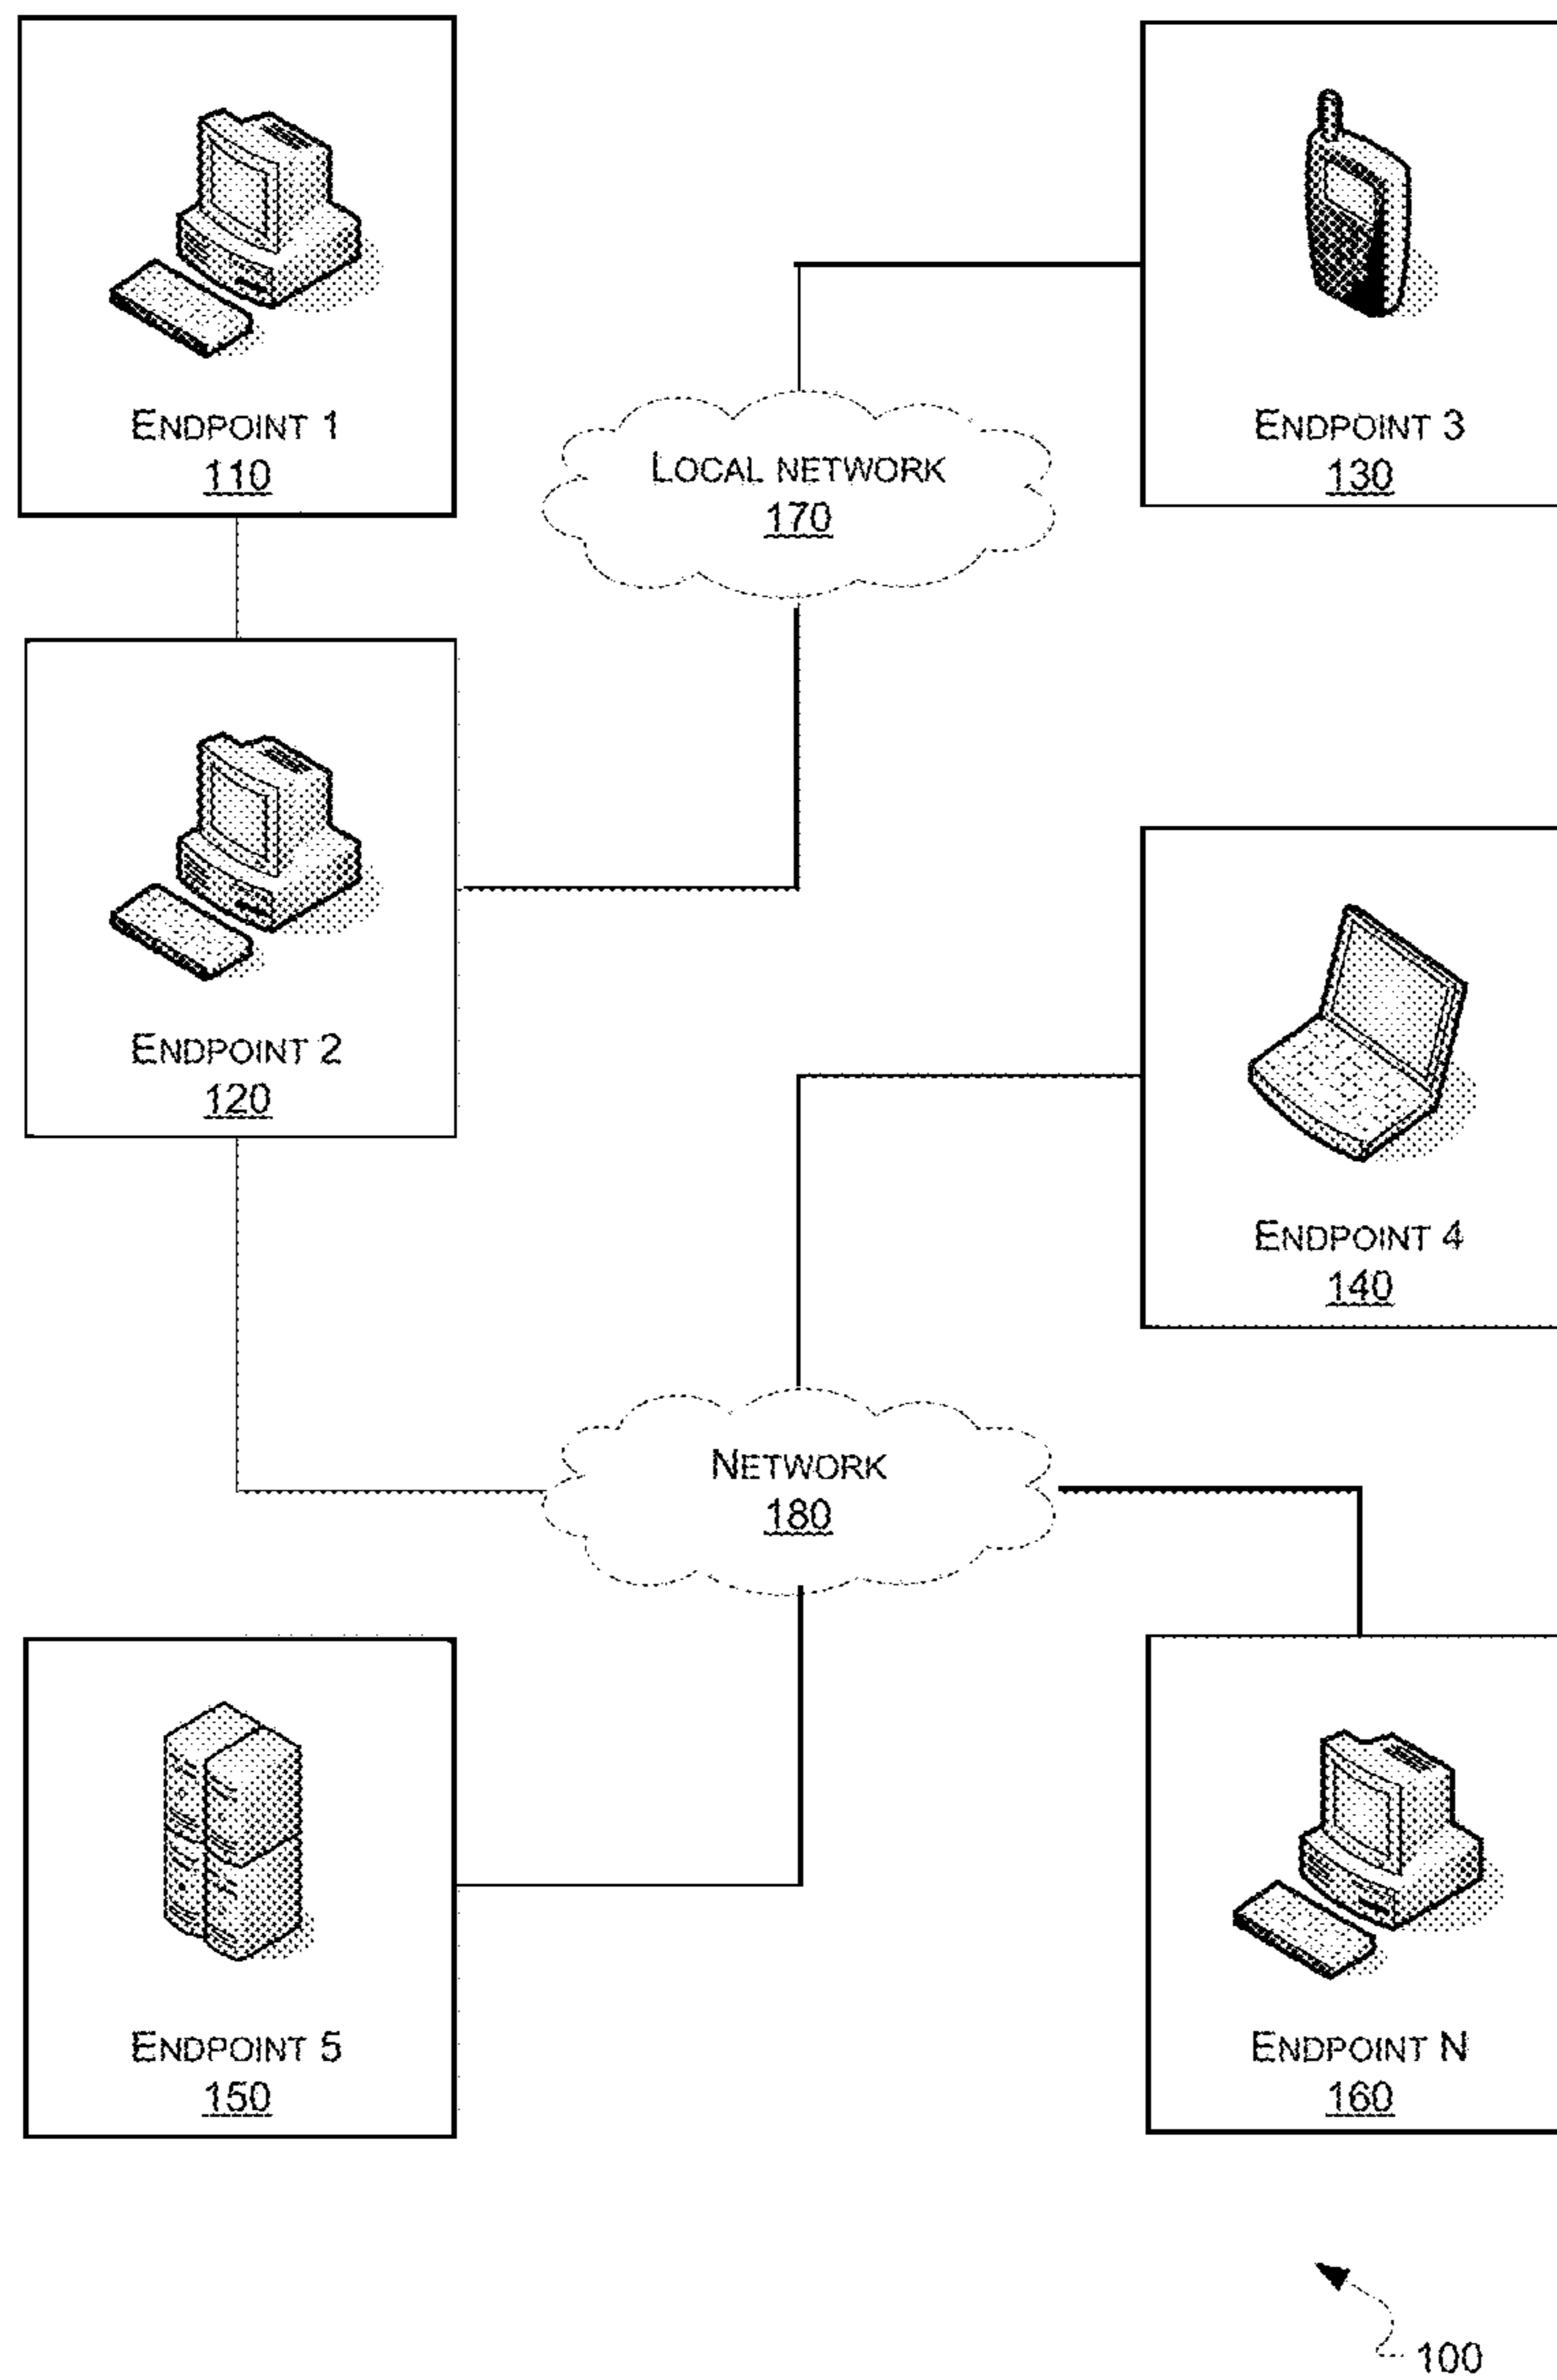 ENDPOINT 1
110
ENDPOINT 3
130
LOCAL NETWORK
170
ENDPOINT 2
120
ENDPOINT 4
140
NETWORK
180
ENDPOINT 5
150
ENDPOINT N
160
100